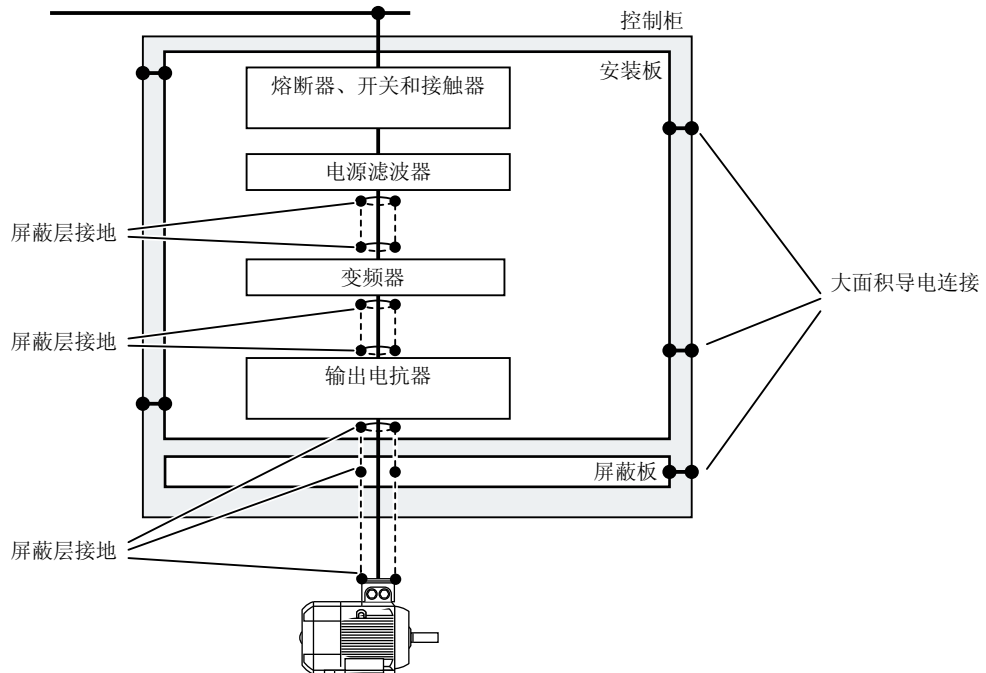 控制柜
安装板
熔断器、开关和接触器
电源滤波器
屏蔽层接地
变频器
大面积导电连接
屏蔽层接地
输出电抗器
屏蔽板
屏蔽层接地